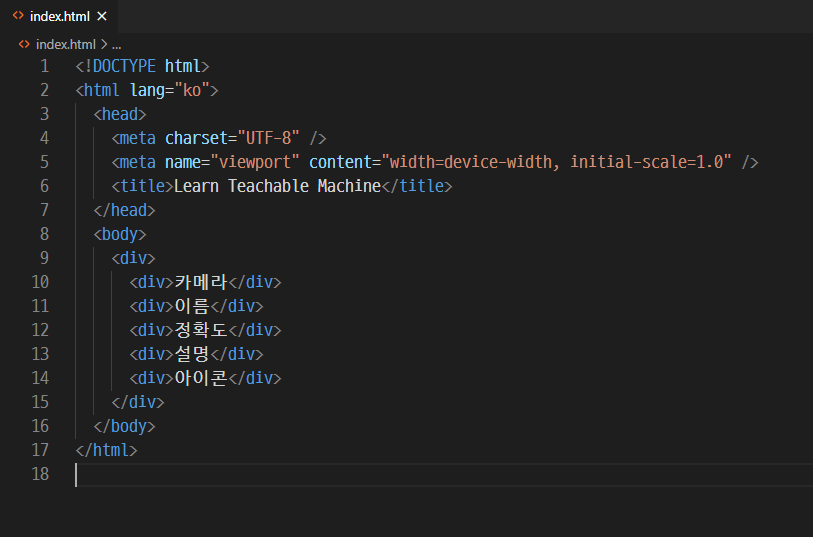 index.html
index.html > ...
1 <!DOCTYPE html>
2 <html lang="ko">
3 <head>
4 <meta charset="UTF-8" />
5 <meta name="viewport" content="width=device-width, initial-scale=1.0" />
6 <title>Learn Teachable Machine</title>
7 </head>
8 <body>
9 <div>
10 <div>카메라</div>
11 <div>이름</div>
12 <div>정확도</div>
13 <div>설명</div>
14 <div>아이콘</div>
15 </div>
16 </body>
17 </html>
18